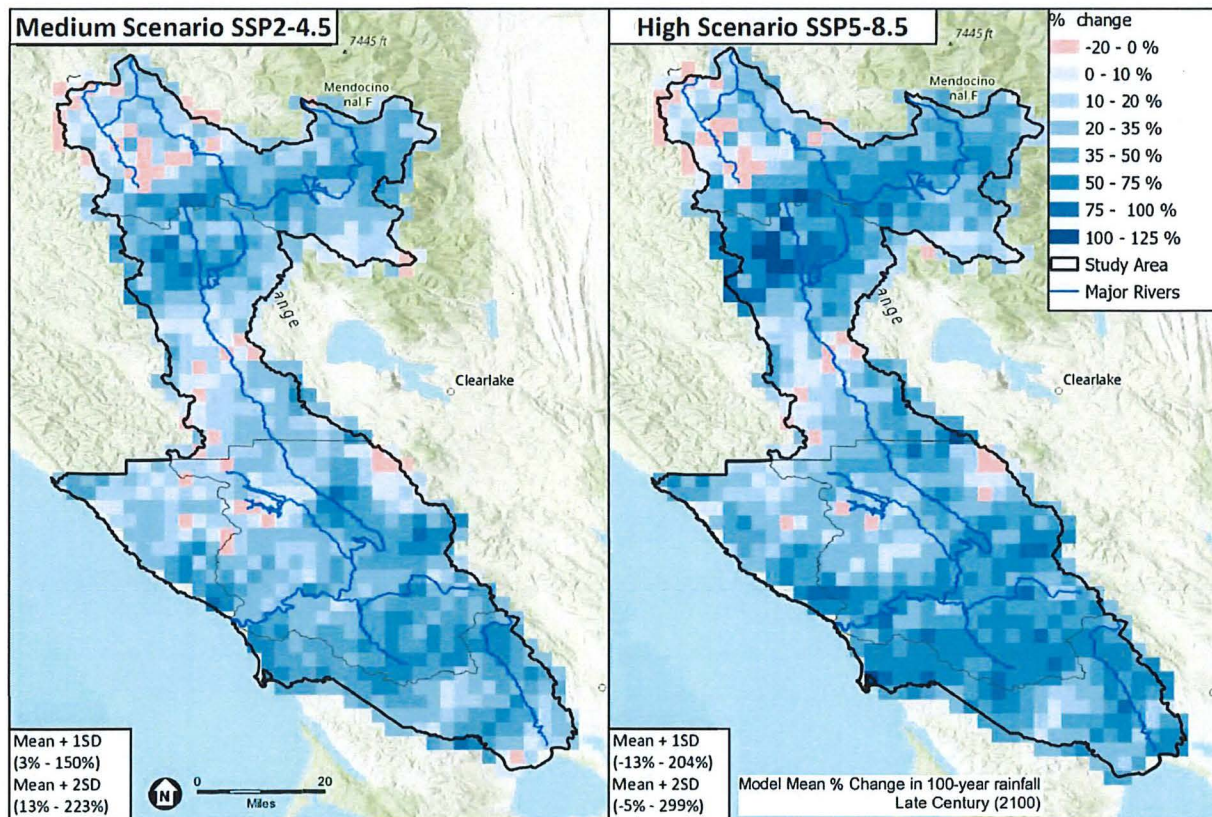 Medium Scenario SSP2-4.5
7445 ft
Mendocino
nal F
ange
Clearlake
Mean + 1SD
(3% - 150%)
Mean + 2SD
(13% - 223%)
N
0 20
Miles
High Scenario SSP5-8.5
7445 ft
Mendocino
nal F
ange
Clearlake
% change
-20 - 0 %
0 - 10 %
10 - 20 %
20 - 35 %
35 - 50 %
50 - 75 %
75 - 100 %
100 - 125 %
Study Area
Major Rivers
Mean + 1SD
(-13% - 204%)
Mean + 2SD
(-5% - 299%)
Model Mean % Change in 100-year rainfall
Late Century (2100)